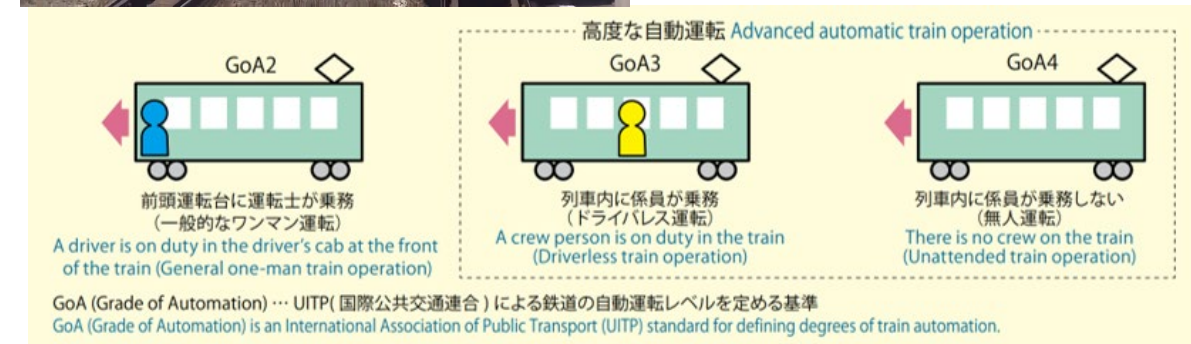 高度な自動運転 Advanced automatic train operation
GoA2
前頭運転台に運転士が乗務
（一般的なワンマン運転）
A driver is on duty in the driver's cab at the front
of the train (General one-man train operation)
GoA3
列車内に係員が乗務
（ドライバレス運転）
A crew person is on duty in the train
(Driverless train operation)
GoA4
列車内に係員が乗務しない
（無人運転）
There is no crew on the train
(Unattended train operation)
GoA (Grade of Automation) … UITP( 国際公共交通連合 ) による鉄道の自動運転レベルを定める基準
GoA (Grade of Automation) is an International Association of Public Transport (UITP) standard for defining degrees of train automation.